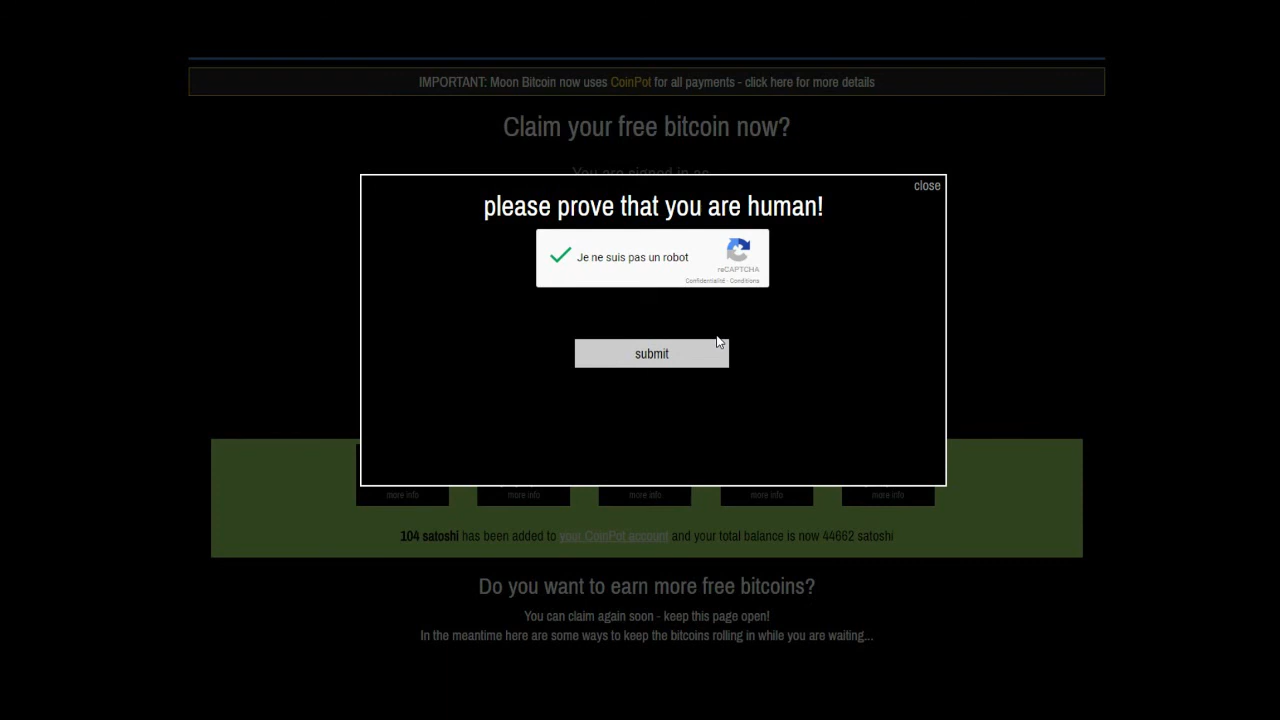 IMPORTANT: Moon Bitcoin now uses CoinPot for all payments - click here for more details
Claim your free bitcoin now?
You are signed in as
close
please prove that you are human!
Je ne suis pas un robot
reCAPTCHA
Confidentialité - Conditions
submit
more info more info more info more info more info
104 satoshi has been added to your CoinPot account and your total balance is now 44662 satoshi
Do you want to earn more free bitcoins?
You can claim again soon - keep this page open!
In the meantime here are some ways to keep the bitcoins rolling in while you are waiting...